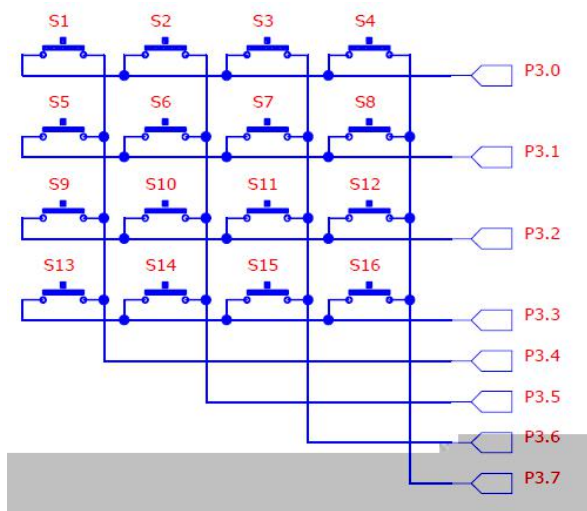 S1 S2 S3 S4
P3.0
S5 S6 S7 S8
P3.1
S9 S10 S11 S12
P3.2
S13 S14 S15 S16
P3.3
P3.4
P3.5
P3.6
P3.7